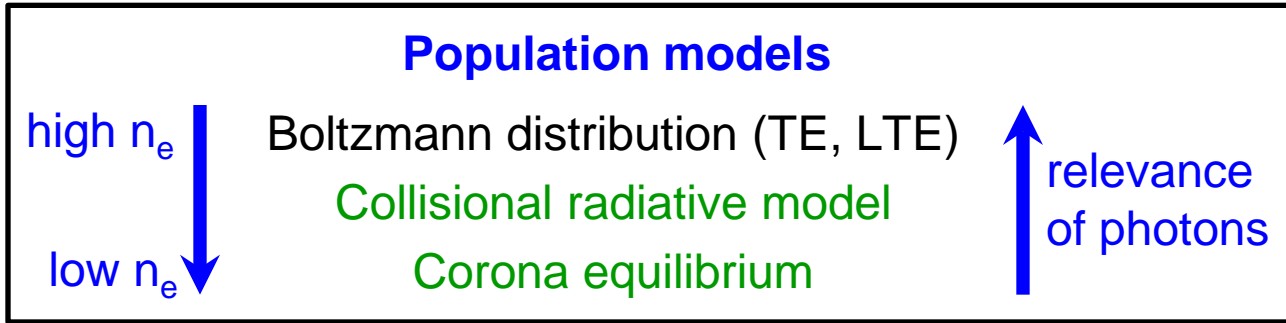 Population models
high nₑ
Boltzmann distribution (TE, LTE)
relevance
of photons
Collisional radiative model
low nₑ
Corona equilibrium